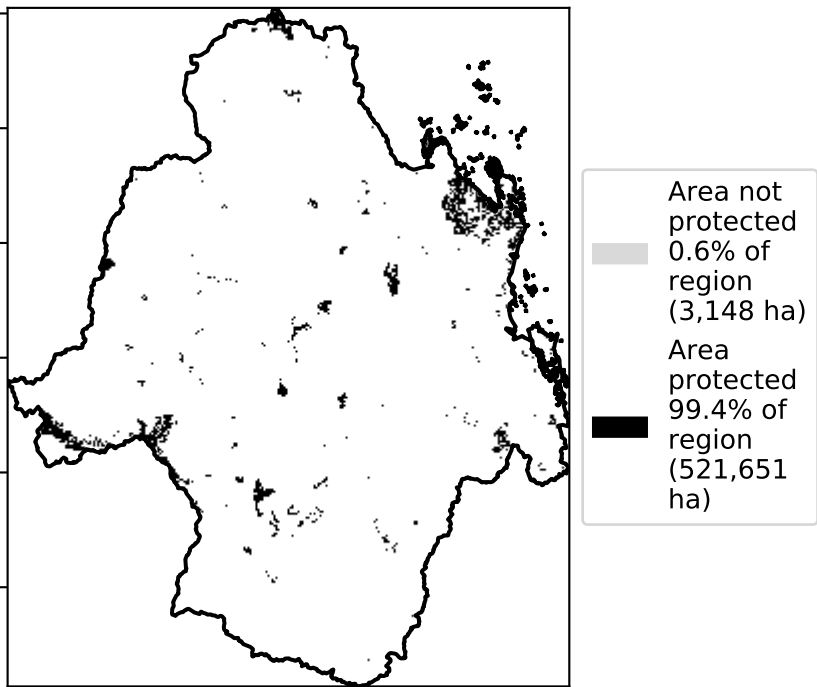 Area not
protected
0.6% of
region
(3,148 ha)
Area
protected
99.4% of
region
(521,651
ha)